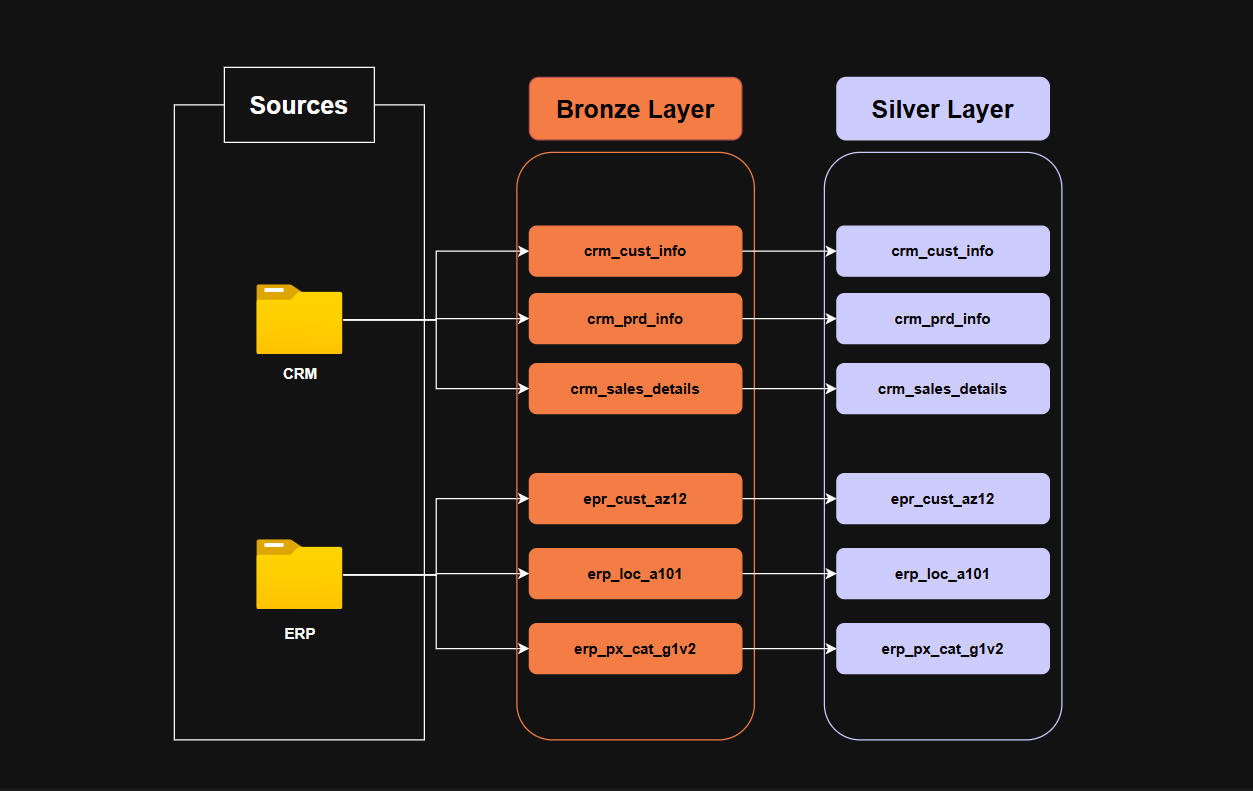 Sources
Bronze Layer
Silver Layer
CRM
crm_cust_info
crm_cust_info
crm_prd_info
crm_prd_info
crm_sales_details
crm_sales_details
ERP
epr_cust_az12
epr_cust_az12
erp_loc_a101
erp_loc_a101
erp_px_cat_g1v2
erp_px_cat_g1v2